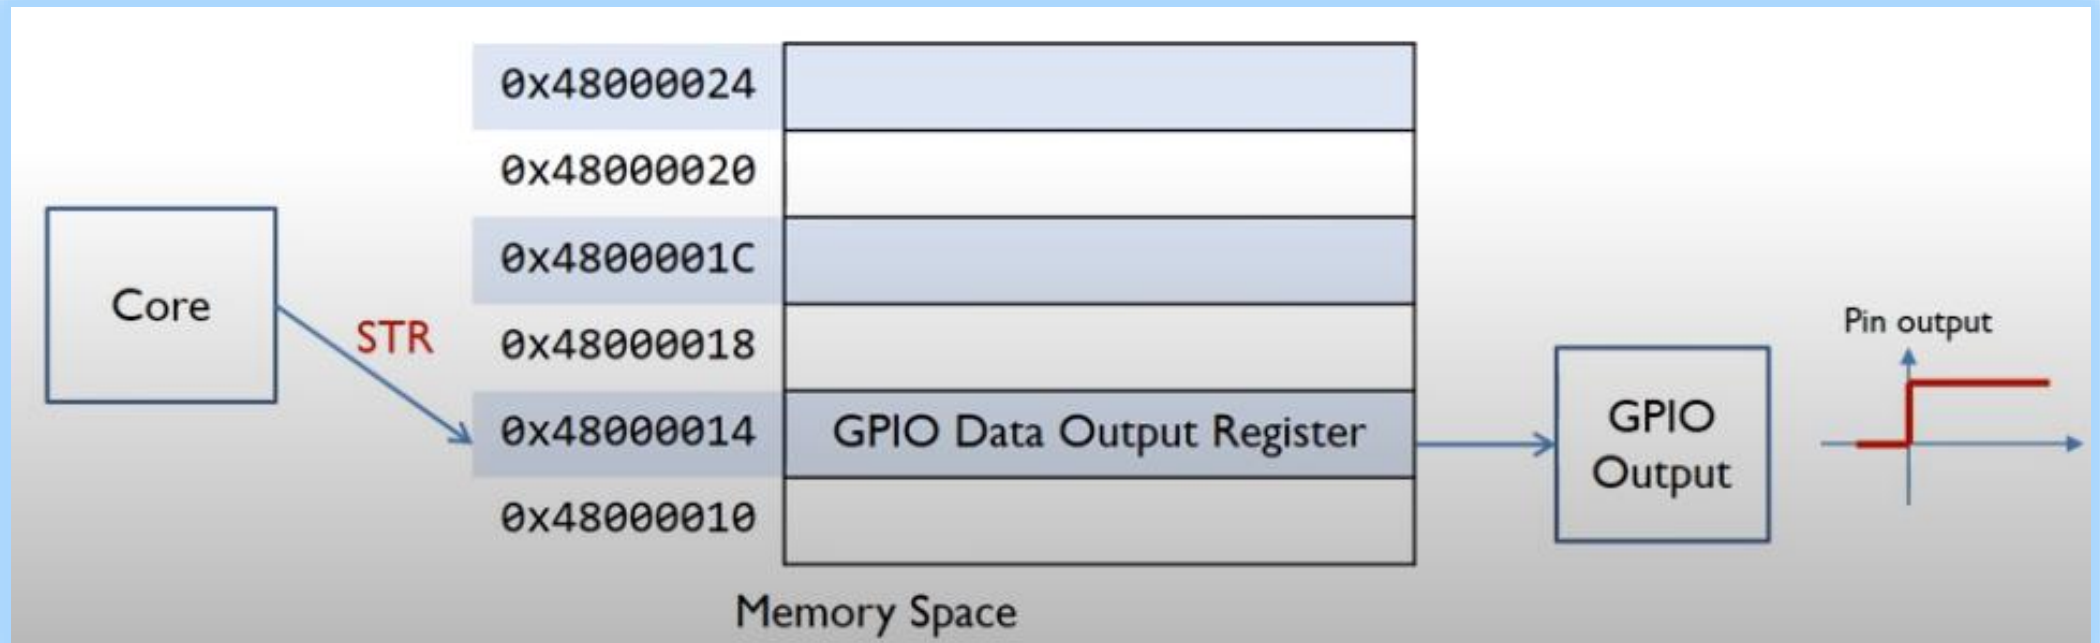 0x48000024
0x48000020
0x4800001C
0x48000018
0x48000014 GPIO Data Output Register
0x48000010
Core
STR
GPIO
Output
Pin output
Memory Space